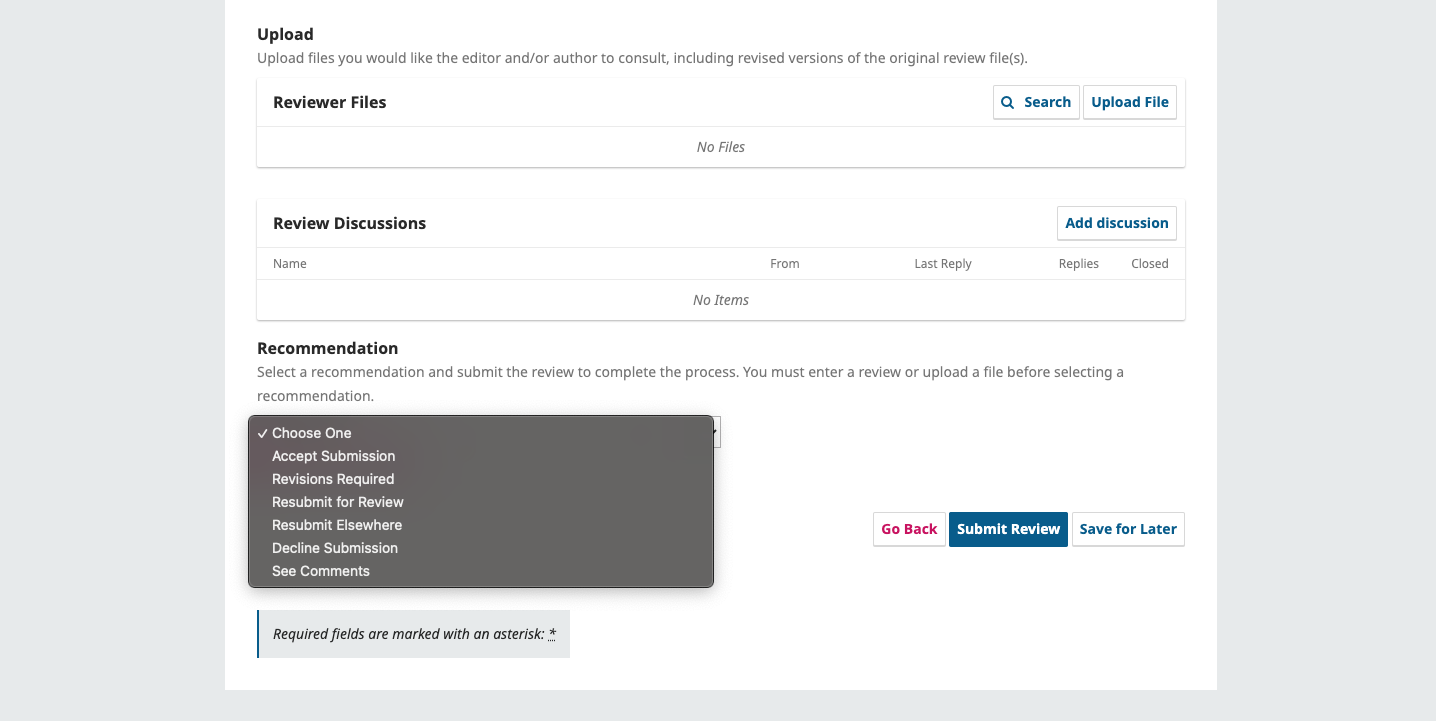 Upload
Upload files you would like the editor and/or author to consult, including revised versions of the original review file(s).
Reviewer Files
Search
Upload File
No Files
Review Discussions
Add discussion
Name
From
Last Reply
Replies
Closed
No Items
Recommendation
Select a recommendation and submit the review to complete the process. You must enter a review or upload a file before selecting a
recommendation.
✓ Choose One
Accept Submission
Revisions Required
Resubmit for Review
Resubmit Elsewhere
Decline Submission
See Comments
Go Back
Submit Review
Save for Later
Required fields are marked with an asterisk: *